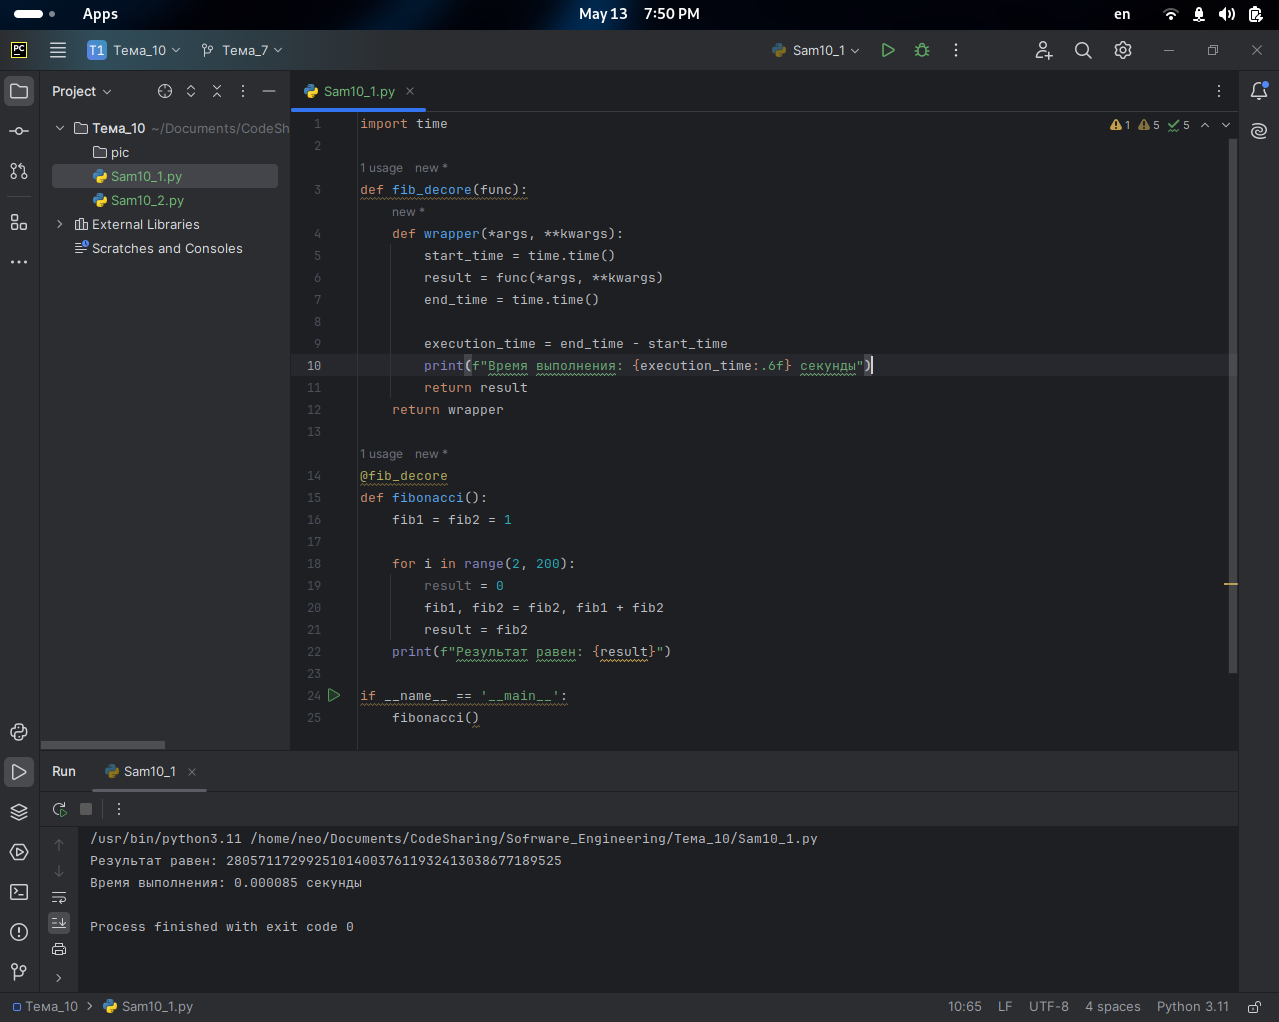 Apps
May 13 7:50 PM
en
PC
T1 Тема_10
Тема_7
Sam10_1
Project
Sam10_1.py
Тема_10 ~/Documents/CodeSh
pic
Sam10_1.py
Sam10_2.py
External Libraries
Scratches and Consoles
1 5 5
1 import time
2
1 usage new *
3 def fib_decore(func):
new *
4 def wrapper(*args, **kwargs):
5 start_time = time.time()
6 result = func(*args, **kwargs)
7 end_time = time.time()
8
9 execution_time = end_time - start_time
10 print(f"Время выполнения: {execution_time:.6f} секунды")
11 return result
12 return wrapper
13
1 usage new *
14 @fib_decore
15 def fibonacci():
16 fib1 = fib2 = 1
17
18 for i in range(2, 200):
19 result = 0
20 fib1, fib2 = fib2, fib1 + fib2
21 result = fib2
22 print(f"Результат равен: {result}")
23
24 if __name__ == '__main__':
25 fibonacci()
Run Sam10_1
/usr/bin/python3.11 /home/neo/Documents/CodeSharing/Sofrware_Engineering/Тема_10/Sam10_1.py
Результат равен: 280571172992510140037611932413038677189525
Время выполнения: 0.000085 секунды
Process finished with exit code 0
Тема_10 Sam10_1.py
10:65 LF UTF-8 4 spaces Python 3.11